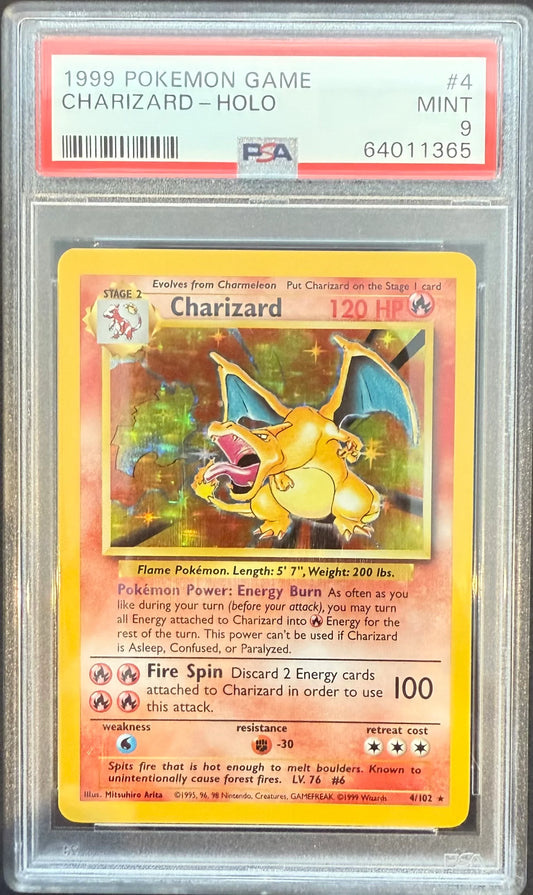 1999 POKEMON GAME #4
CHARIZARD – HOLO MINT
9
PSA 64011365
Evolves from Charmeleon Put Charizard on the Stage 1 card
STAGE 2
Charizard 120 HP
Flame Pokémon. Length: 5' 7", Weight: 200 lbs.
Pokémon Power: Energy Burn As often as you
like during your turn (before your attack), you may turn
all Energy attached to Charizard into Energy for the
rest of the turn. This power can't be used if Charizard
is Asleep, Confused, or Paralyzed.
Fire Spin Discard 2 Energy cards
attached to Charizard in order to use 100
this attack.
weakness resistance retreat cost
-30
Spits fire that is hot enough to melt boulders. Known to
unintentionally cause forest fires. LV. 76 #6
Illus. Mitsuhiro Arita ©1995, 96, 98 Nintendo, Creatures, GAMEFREAK. ©1999 Wizards. 4/102 ★
PSA